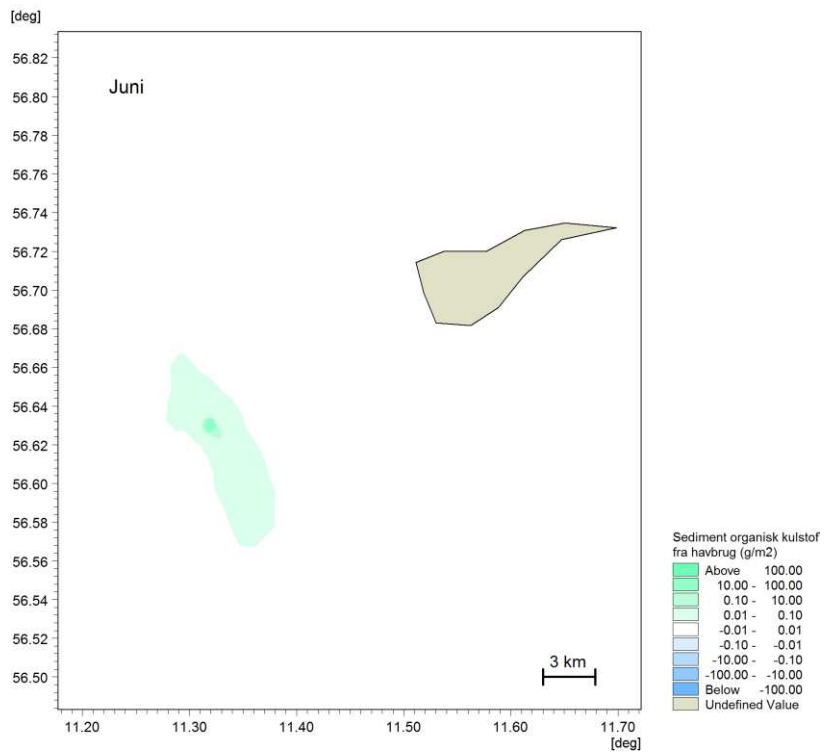 [deg]
56.82
56.80
56.78
56.76
56.74
56.72
56.70
56.68
56.66
56.64
56.62
56.60
56.58
56.56
56.54
56.52
56.50
Juni
3 km
11.20 11.30 11.40 11.50 11.60 11.70
[deg]
Sediment organisk kulstof
fra havbrug (g/m2)
Above 100.00
10.00 - 100.00
0.10 - 10.00
0.01 - 0.10
-0.01 - 0.01
-0.10 - -0.01
-10.00 - -0.10
-100.00 - -10.00
Below -100.00
Undefined Value